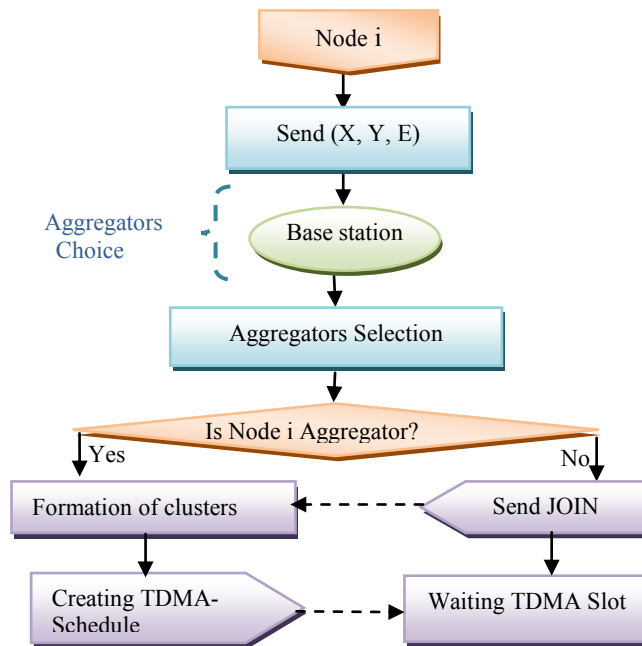 Node i
Send (X, Y, E)
Aggregators
Choice
Base station
Aggregators Selection
Is Node i Aggregator?
Yes
No
Formation of clusters
Send JOIN
Creating TDMA-
Schedule
Waiting TDMA Slot